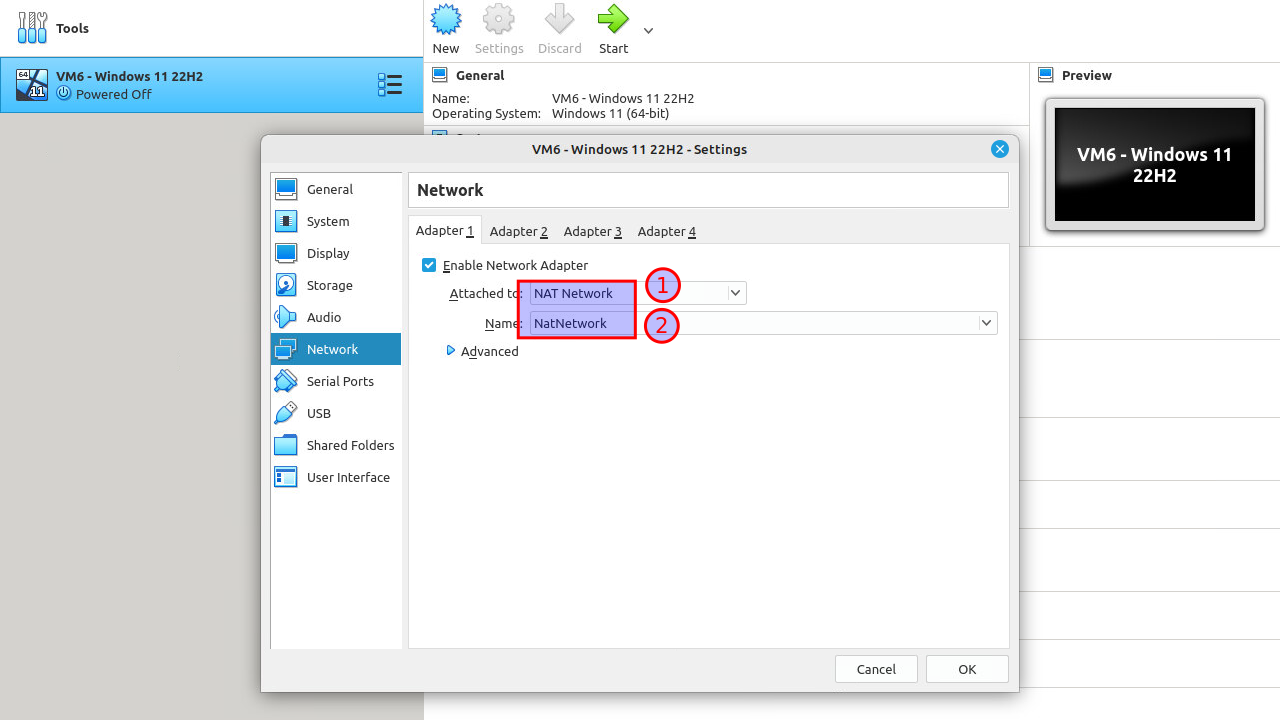 Tools
64
11
VM6 - Windows 11 22H2
Powered Off
New
Settings
Discard
Start
General
Name: VM6 - Windows 11 22H2
Operating System: Windows 11 (64-bit)
Preview
VM6 - Windows 11
22H2
VM6 - Windows 11 22H2 - Settings
General
System
Display
Storage
Audio
Network
Serial Ports
USB
Shared Folders
User Interface
Network
Adapter 1 Adapter 2 Adapter 3 Adapter 4
Enable Network Adapter
Attached to: NAT Network 1
Name: NatNetwork 2
Advanced
Cancel
OK